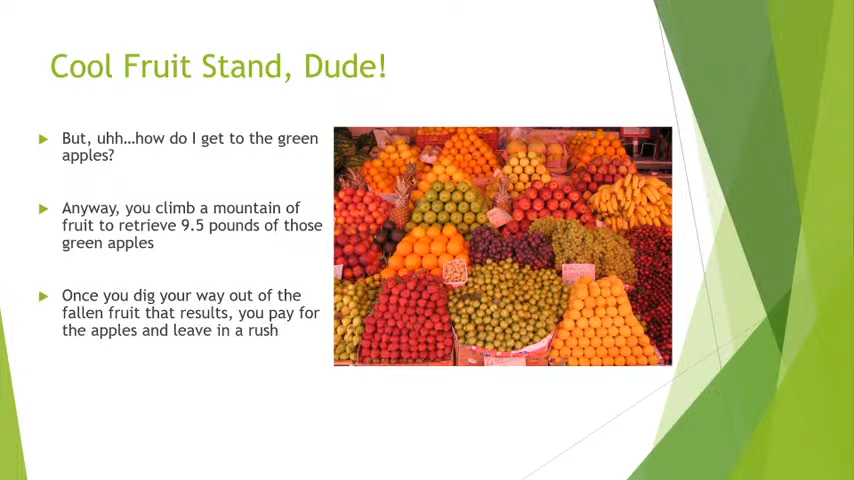 Cool Fruit Stand, Dude!
But, uhh…how do I get to the green
apples?
Anyway, you climb a mountain of
fruit to retrieve 9.5 pounds of those
green apples
Once you dig your way out of the
fallen fruit that results, you pay for
the apples and leave in a rush